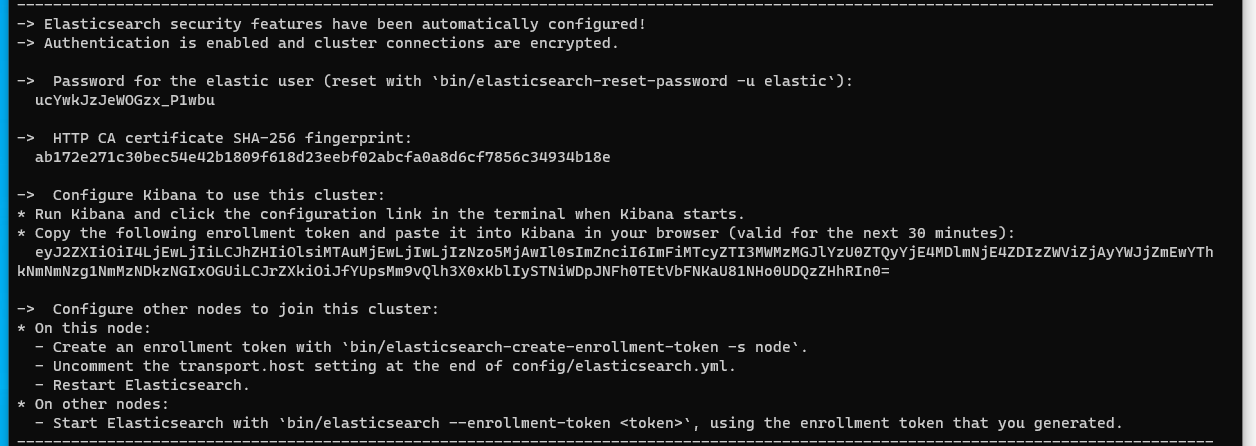 -> Elasticsearch security features have been automatically configured!
-> Authentication is enabled and cluster connections are encrypted.
->  Password for the elastic user (reset with `bin/elasticsearch-reset-password -u elastic`):
  ucYwkJzJeWOGzx_P1wbu
->  HTTP CA certificate SHA-256 fingerprint:
  ab172e271c30bec54e42b1809f618d23eebf02abcfa0a8d6cf7856c34934b18e
->  Configure Kibana to use this cluster:
* Run Kibana and click the configuration link in the terminal when Kibana starts.
* Copy the following enrollment token and paste it into Kibana in your browser (valid for the next 30 minutes):
  eyJ2ZXIiOiI4LjEwLjIiLCJhZHIiOlsiMTAuMjEwLjIwLjIzNzo5MjAwIl0sImZnciI6ImFiMTcyZTI3MWMzMGJlYzU0ZTQyYjE4MDlmNjE4ZDIzZWViZjAyYWJjZmEwYTh
kNmNmNzg1NmMzNDkzNGIxOGUiLCJrZXkiOiJfYUpsMm9vQlh3X0xKblIySTNiWDpJNFh0TEtVbFNKaU81NHo0UDQzZHhRIn0=
->  Configure other nodes to join this cluster:
* On this node:
  - Create an enrollment token with `bin/elasticsearch-create-enrollment-token -s node`.
  - Uncomment the transport.host setting at the end of config/elasticsearch.yml.
  - Restart Elasticsearch.
* On other nodes:
  - Start Elasticsearch with `bin/elasticsearch --enrollment-token <token>`, using the enrollment token that you generated.